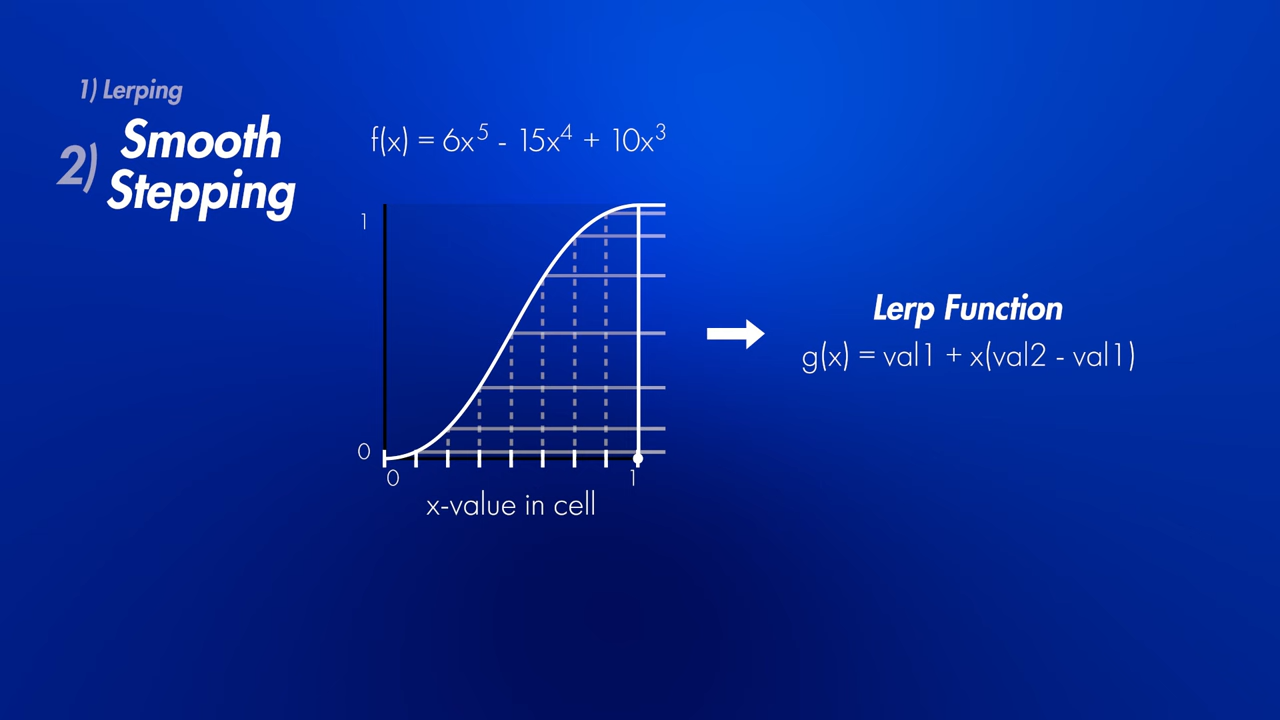 1) Lerping
2) Smooth
Stepping
f(x) = 6x⁵ - 15x⁴ + 10x³
1
0
0
1
x-value in cell
Lerp Function
g(x) = val1 + x(val2 - val1)